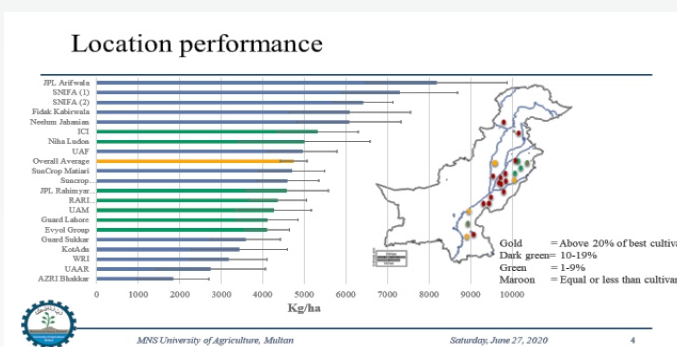 Location performance
JPL Arifwala
SNIFA (1)
SNIFA (2)
Fidak Kabirwala
Neelum Jahanian
ICI
Niha Ludon
UAF
Overall Average
SusCrop Matiari
Suncrop
JPL Rahimyar
RARI
UAM
Guard Lahore
Evyol Group
Guard Sukkar
KotAdu
WRI
UAAR
AZRI Bhakkar
0 1000 2000 3000 4000 5000 6000 7000 8000 9000 10000
Kg/ha
Gold = Above 20% of best cultiva
Dark green= 10-19%
Green = 1-9%
Maroon = Equal or less than cultivar
MNS University of Agriculture, Multan Saturday, June 27, 2020 4